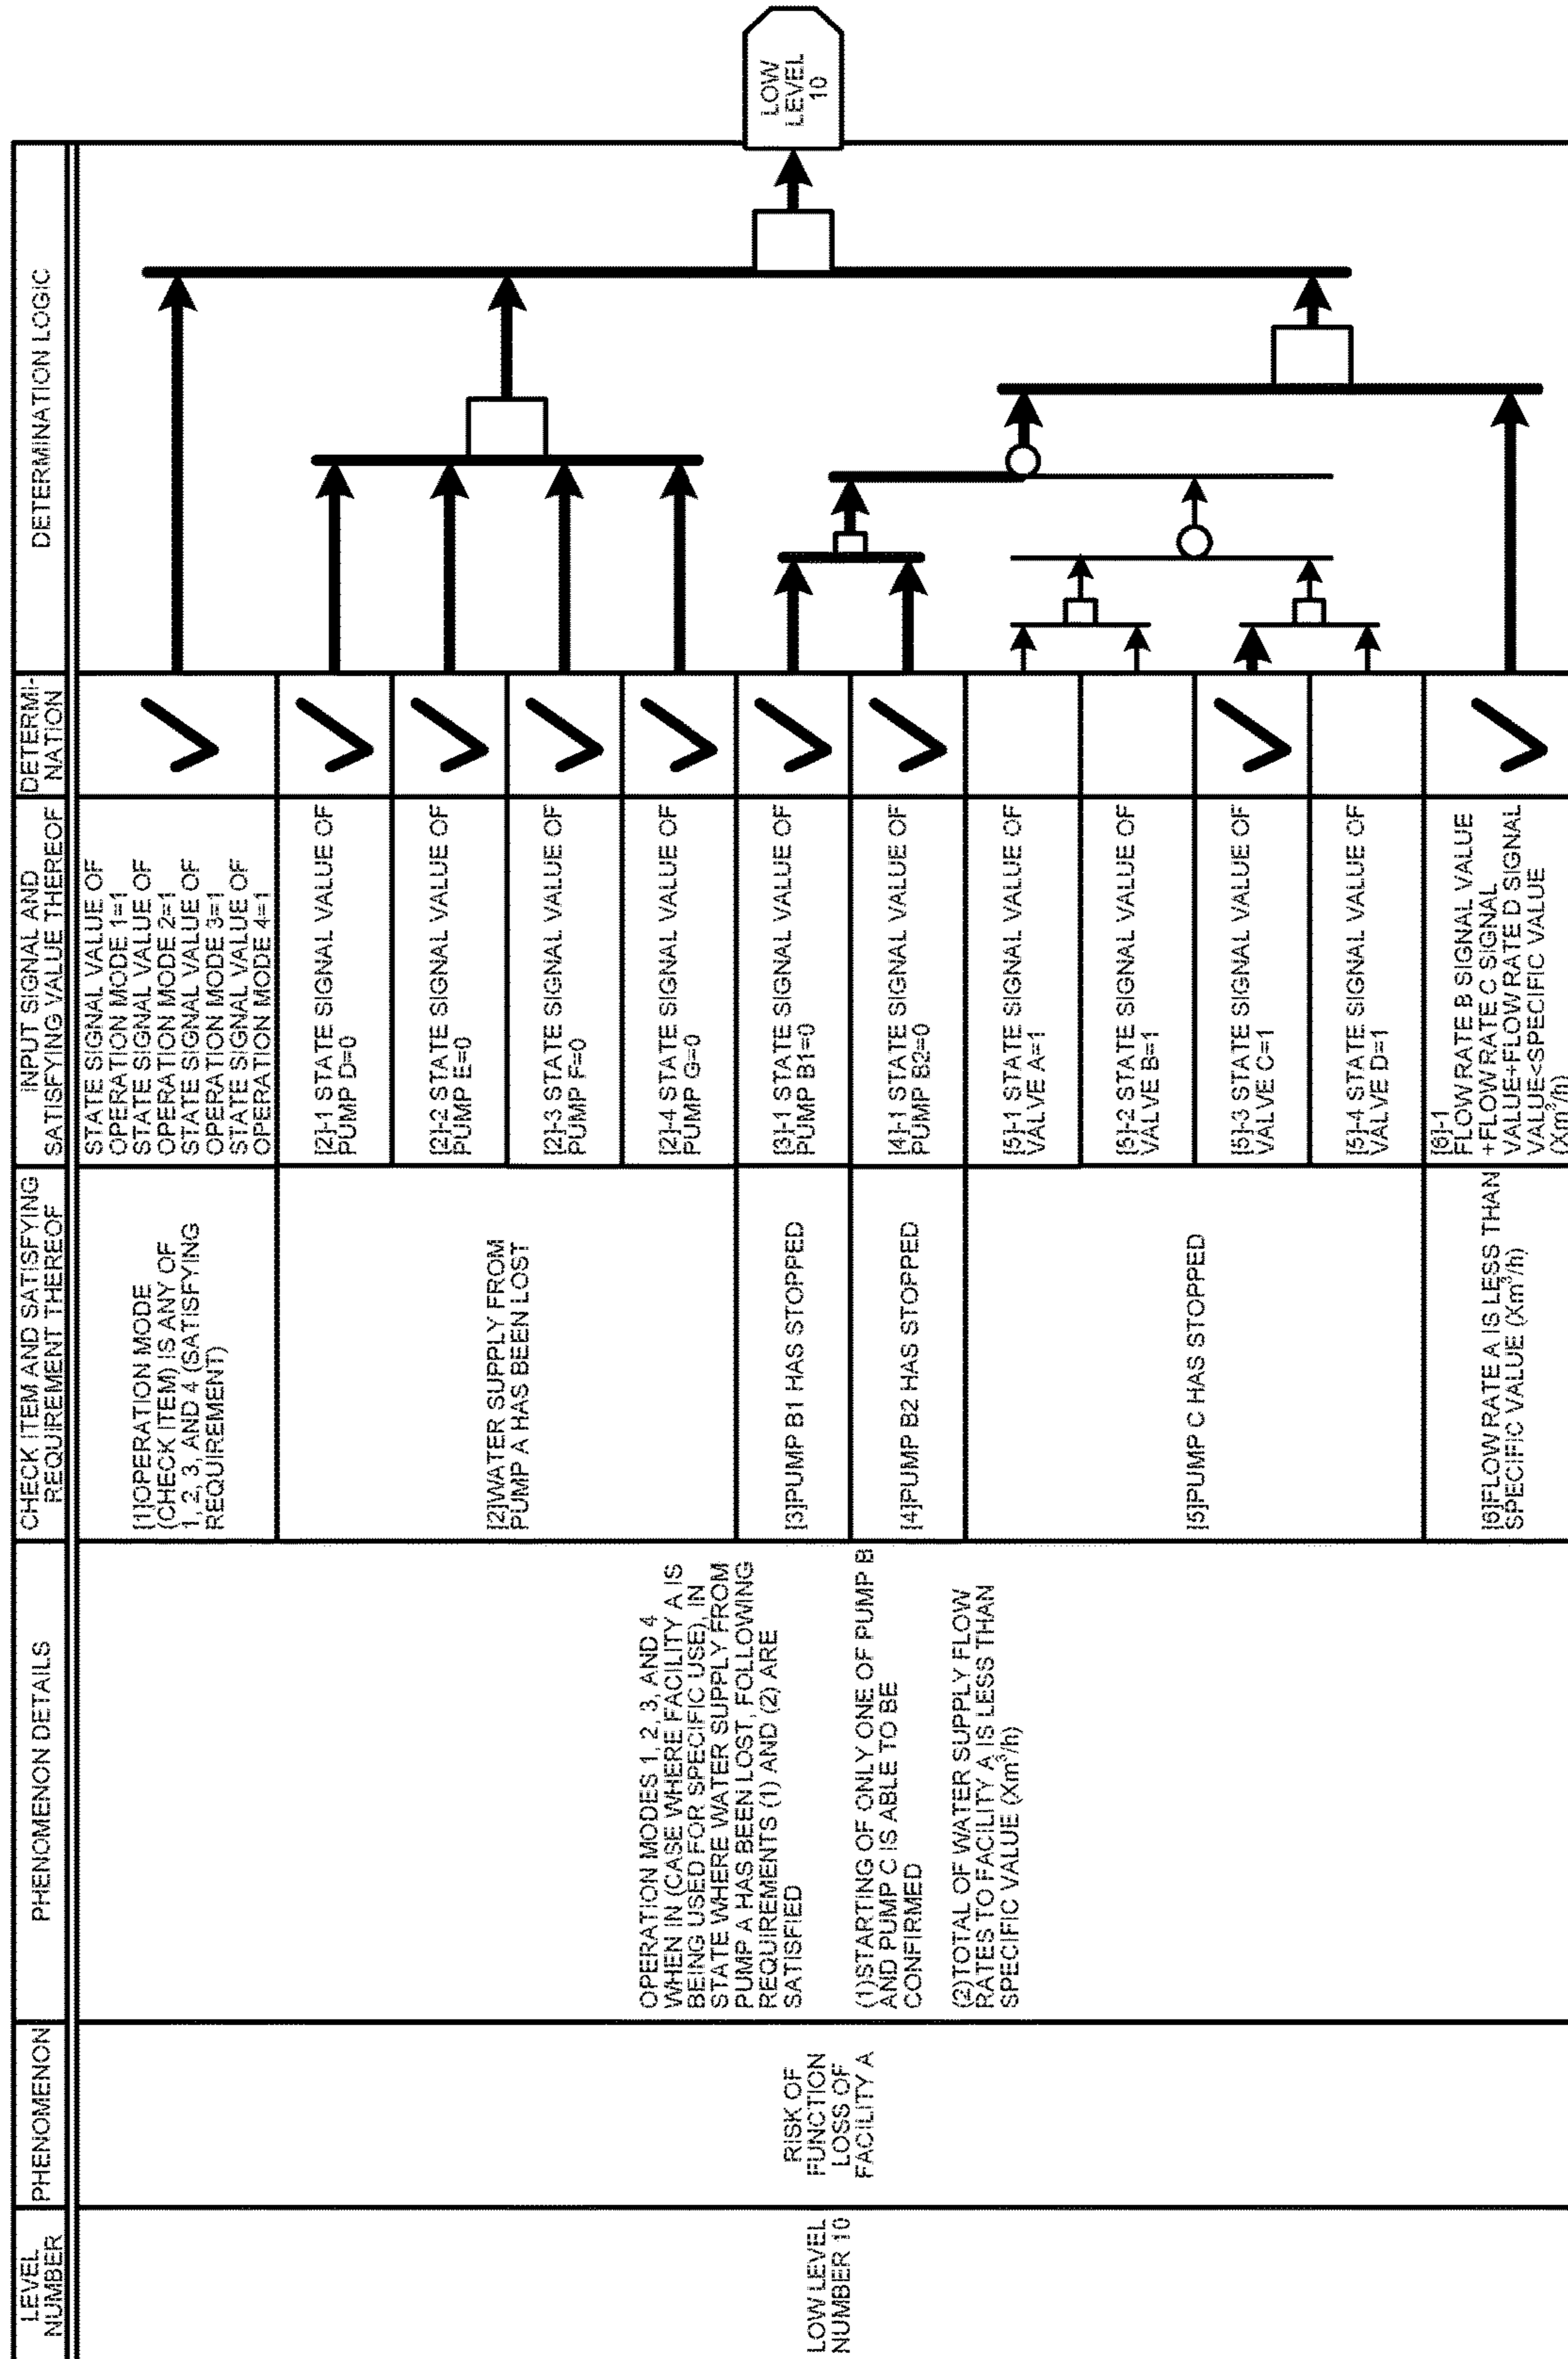 LEVEL
NUMBER
PHENOMENON
PHENOMENON DETAILS
CHECK ITEM AND SATISFYING
REQUIREMENT THEREOF
INPUT SIGNAL AND
SATISFYING VALUE THEREOF
DETERMI-
NATION
DETERMINATION LOGIC
LOW LEVEL
NUMBER 10
RISK OF
FUNCTION
LOSS OF
FACILITY A
OPERATION MODES 1, 2, 3, AND 4
WHEN IN (CASE WHERE FACILITY A IS
BEING USED FOR SPECIFIC USE), IN
STATE WHERE WATER SUPPLY FROM
PUMP A HAS BEEN LOST, FOLLOWING
REQUIREMENTS (1) AND (2) ARE
SATISFIED
(1)STARTING OF ONLY ONE OF PUMP B
AND PUMP C IS ABLE TO BE
CONFIRMED
(2)TOTAL OF WATER SUPPLY FLOW
RATES TO FACILITY A IS LESS THAN
SPECIFIC VALUE (Xm³/h)
[1]OPERATION MODE
(CHECK ITEM) IS ANY OF
1, 2, 3, AND 4 (SATISFYING
REQUIREMENT)
STATE SIGNAL VALUE OF
OPERATION MODE 1=1
STATE SIGNAL VALUE OF
OPERATION MODE 2=1
STATE SIGNAL VALUE OF
OPERATION MODE 3=1
STATE SIGNAL VALUE OF
OPERATION MODE 4=1
[2]WATER SUPPLY FROM
PUMP A HAS BEEN LOST
[2]-1 STATE SIGNAL VALUE OF
PUMP D=0
[2]-2 STATE SIGNAL VALUE OF
PUMP E=0
[2]-3 STATE SIGNAL VALUE OF
PUMP F=0
[2]-4 STATE SIGNAL VALUE OF
PUMP G=0
[3]PUMP B1 HAS STOPPED
[3]-1 STATE SIGNAL VALUE OF
PUMP B1=0
[4]PUMP B2 HAS STOPPED
[4]-1 STATE SIGNAL VALUE OF
PUMP B2=0
[5]PUMP C HAS STOPPED
[5]-1 STATE SIGNAL VALUE OF
VALVE A=1
[5]-2 STATE SIGNAL VALUE OF
VALVE B=1
[5]-3 STATE SIGNAL VALUE OF
VALVE C=1
[5]-4 STATE SIGNAL VALUE OF
VALVE D=1
[6]FLOW RATE A IS LESS THAN
SPECIFIC VALUE (Xm³/h)
[6]-1
FLOW RATE B SIGNAL VALUE
+FLOW RATE C SIGNAL
VALUE+FLOW RATE D SIGNAL
VALUE<SPECIFIC VALUE
(Xm³/h)
LOW
LEVEL
10